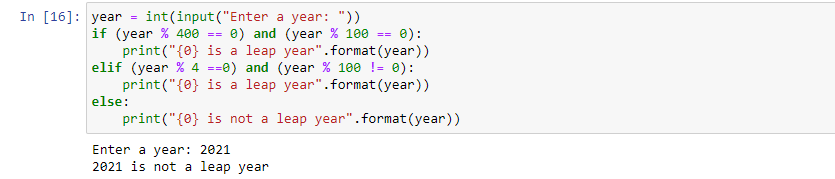 In [16]: year = int(input("Enter a year: "))
if (year % 400 == 0) and (year % 100 == 0):
    print("{0} is a leap year".format(year))
elif (year % 4 ==0) and (year % 100 != 0):
    print("{0} is a leap year".format(year))
else:
    print("{0} is not a leap year".format(year))
Enter a year: 2021
2021 is not a leap year